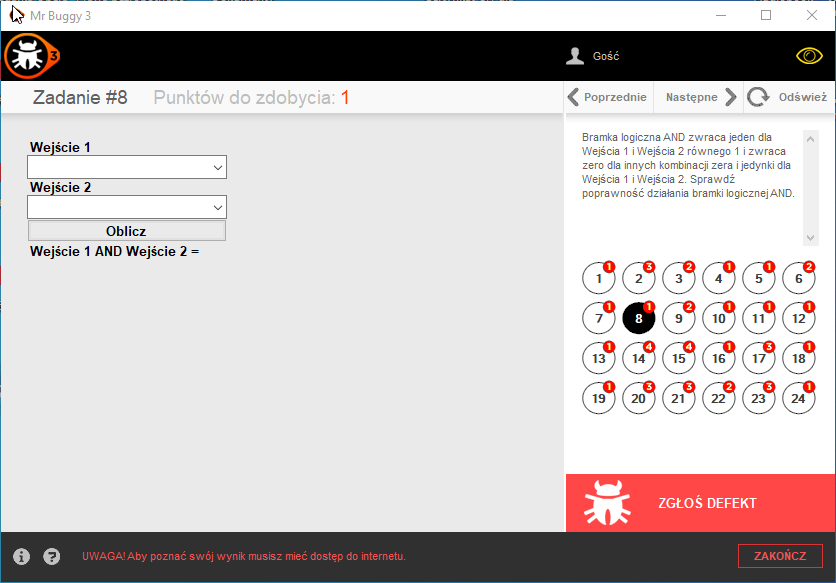 Mr Buggy 3
3
Gość
Zadanie #8 Punktów do zdobycia: 1
Poprzednie Następne Odśwież
Wejście 1
Wejście 2
Oblicz
Wejście 1 AND Wejście 2 =
Bramka logiczna AND zwraca jeden dla
Wejścia 1 i Wejścia 2 równego 1 i zwraca
zero dla innych kombinacji zera i jedynki dla
Wejścia 1 i Wejścia 2. Sprawdź
poprawność działania bramki logicznej AND.
1 1 2 3 3 2 4 1 5 1 6 2
7 1 8 1 9 2 10 1 11 1 12 1
13 1 14 4 15 4 16 1 17 3 18 1
19 1 20 3 21 3 22 2 23 3 24 1
ZGŁOŚ DEFEKT
UWAGA! Aby poznać swój wynik musisz mieć dostęp do internetu.
ZAKOŃCZ